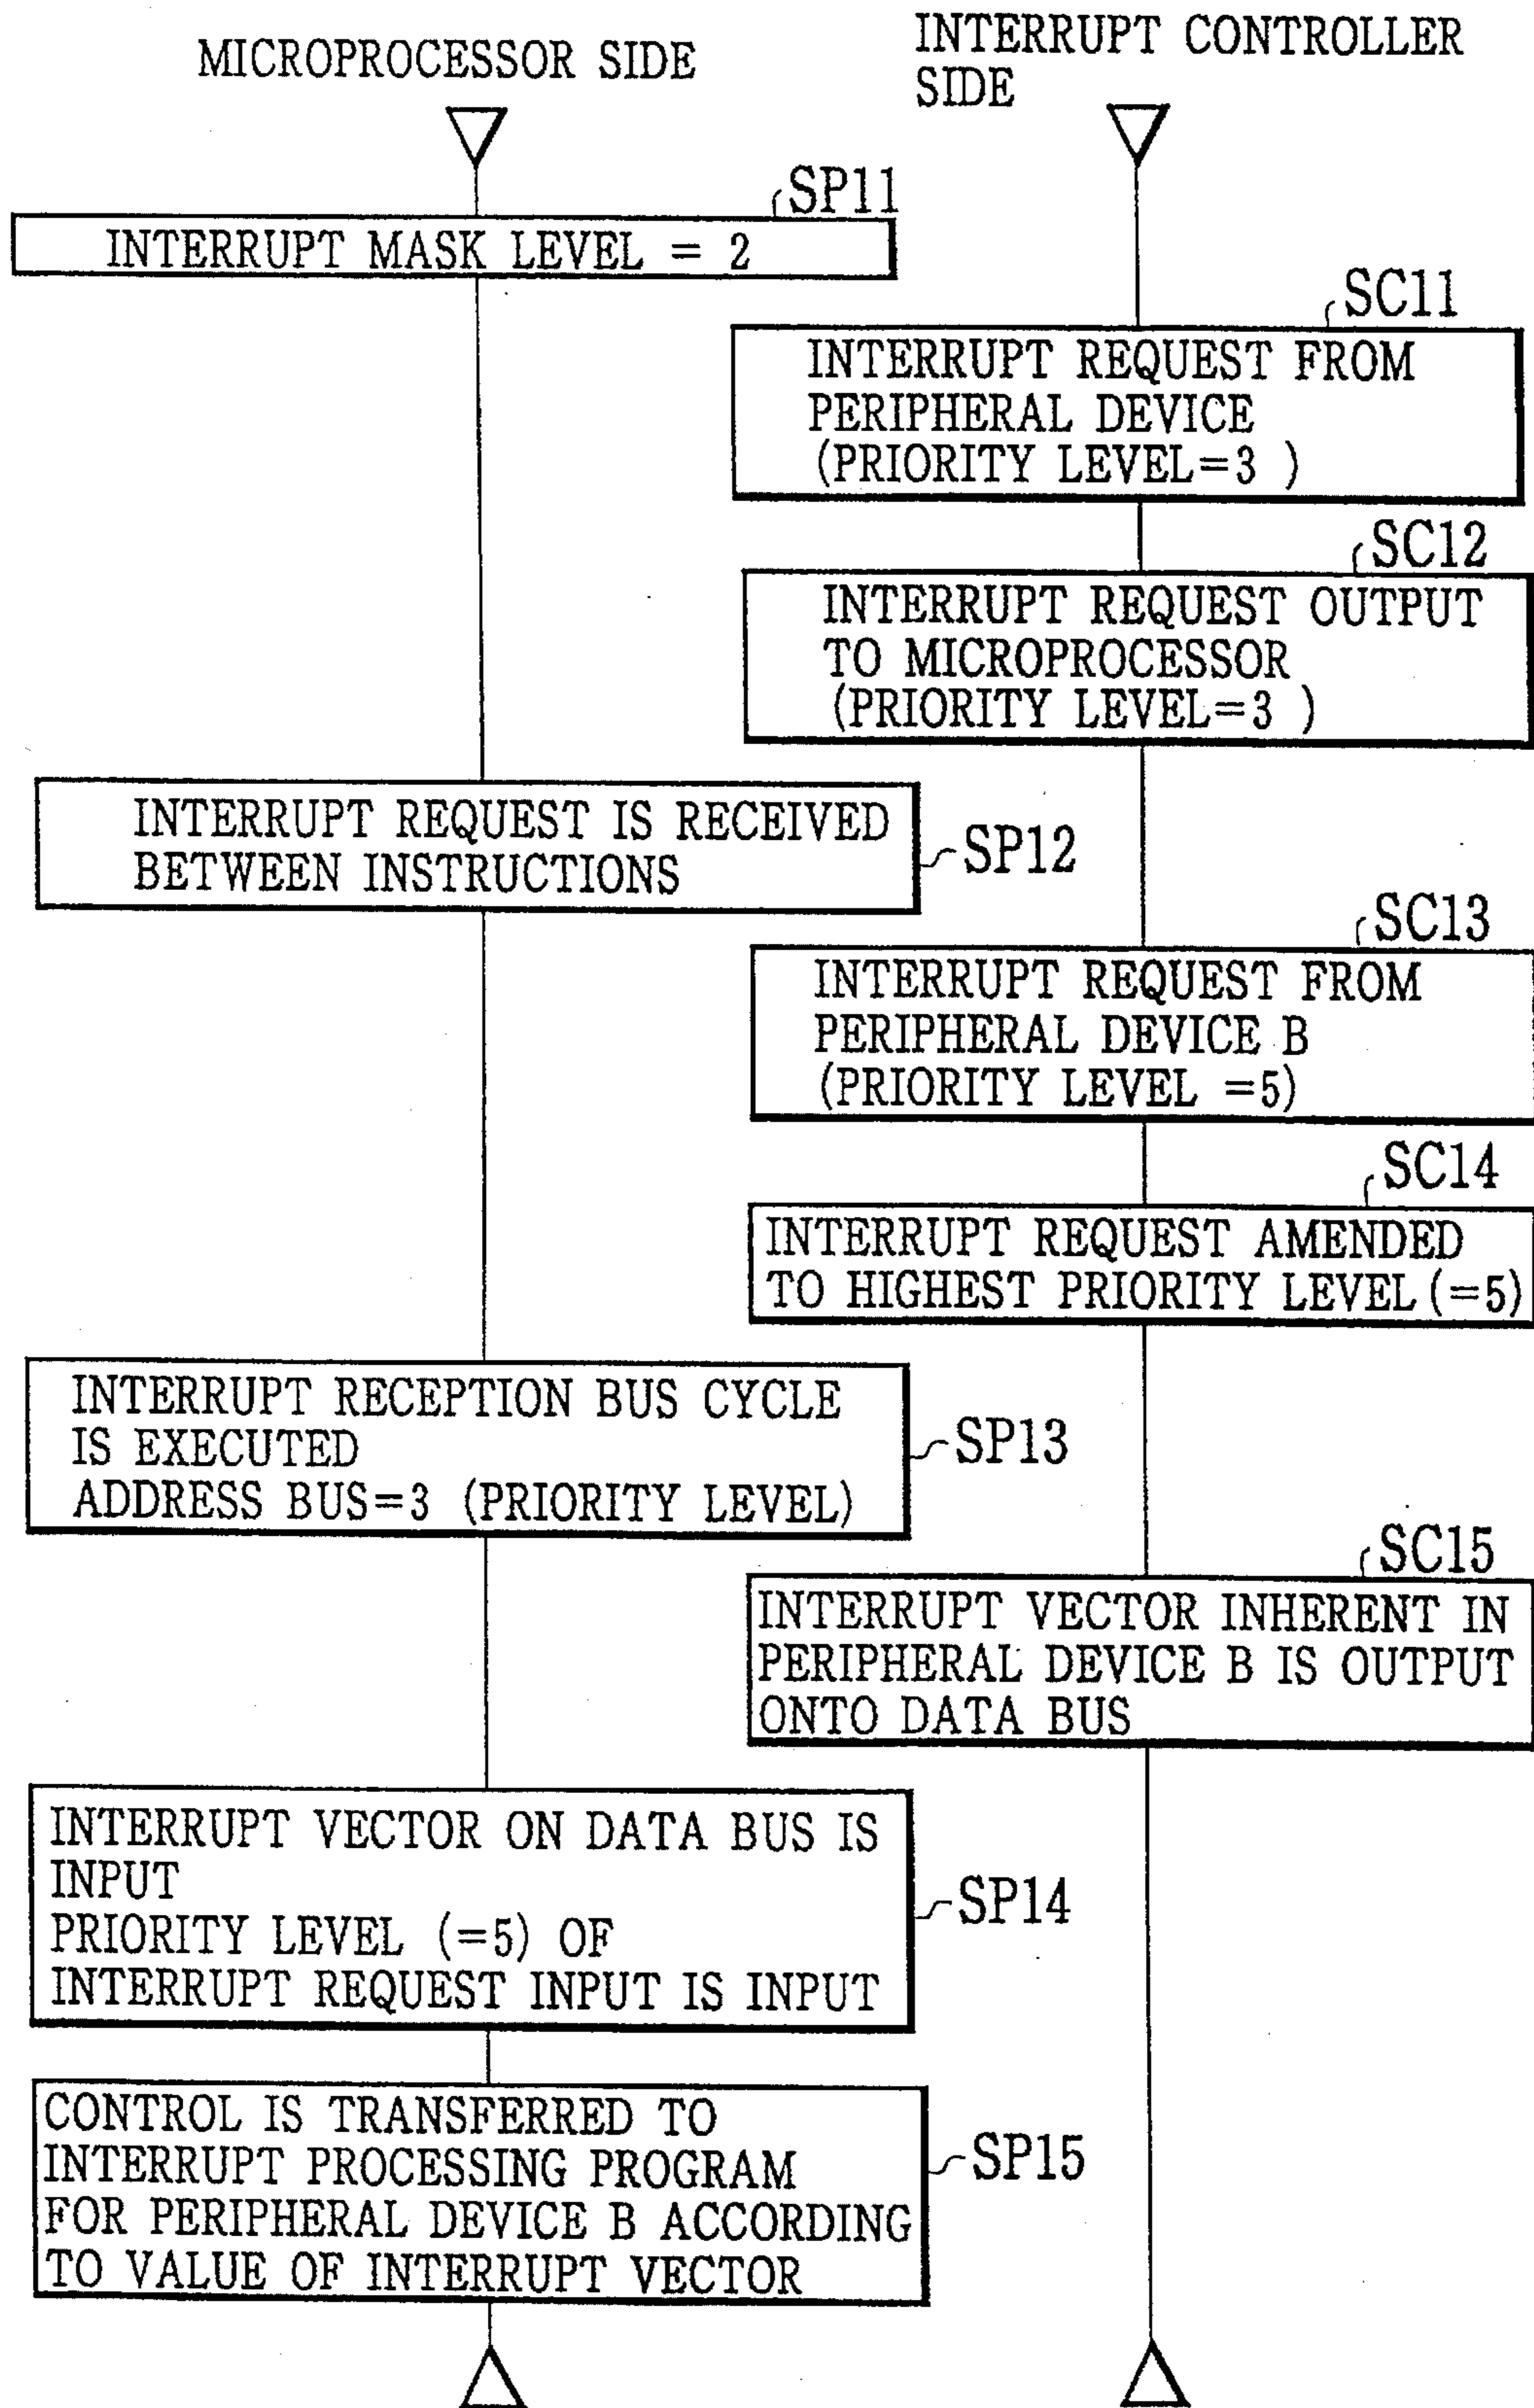 MICROPROCESSOR SIDE
INTERRUPT CONTROLLER
SIDE
SP11
INTERRUPT MASK LEVEL = 2
SC11
INTERRUPT REQUEST FROM
PERIPHERAL DEVICE
(PRIORITY LEVEL=3 )
SC12
INTERRUPT REQUEST OUTPUT
TO MICROPROCESSOR
(PRIORITY LEVEL=3 )
INTERRUPT REQUEST IS RECEIVED
BETWEEN INSTRUCTIONS
SP12
SC13
INTERRUPT REQUEST FROM
PERIPHERAL DEVICE B
(PRIORITY LEVEL =5)
SC14
INTERRUPT REQUEST AMENDED
TO HIGHEST PRIORITY LEVEL (=5)
INTERRUPT RECEPTION BUS CYCLE
IS EXECUTED
ADDRESS BUS=3 (PRIORITY LEVEL)
SP13
SC15
INTERRUPT VECTOR INHERENT IN
PERIPHERAL DEVICE B IS OUTPUT
ONTO DATA BUS
INTERRUPT VECTOR ON DATA BUS IS
INPUT
PRIORITY LEVEL (=5) OF
INTERRUPT REQUEST INPUT IS INPUT
SP14
CONTROL IS TRANSFERRED TO
INTERRUPT PROCESSING PROGRAM
FOR PERIPHERAL DEVICE B ACCORDING
TO VALUE OF INTERRUPT VECTOR
SP15